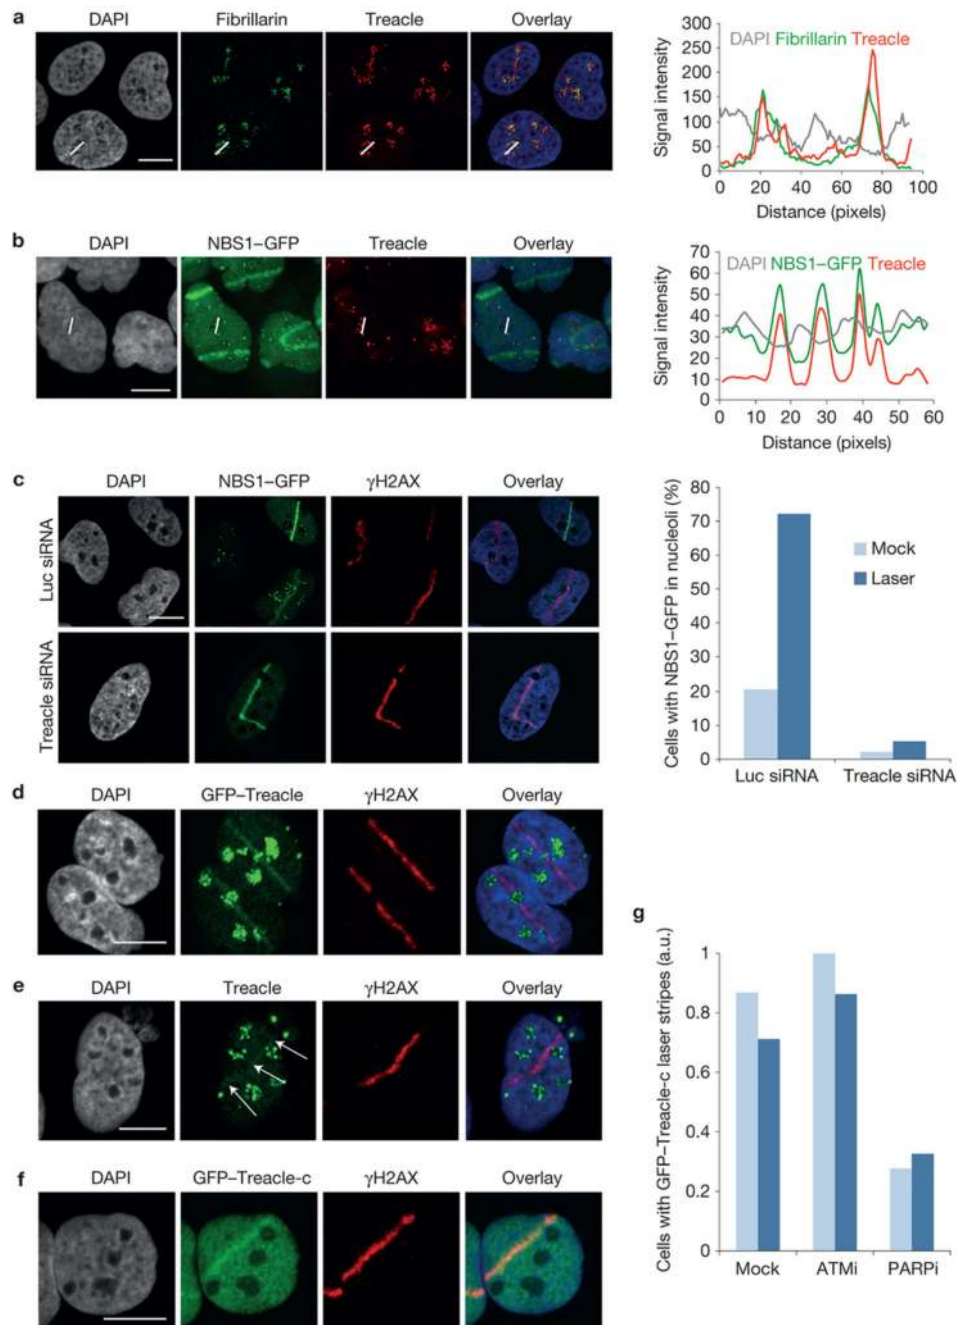 a
DAPI Fibrillarin Treacle Overlay
DAPI Fibrillarin Treacle
Signal intensity
300
250
200
150
100
50
0
0 20 40 60 80 100
Distance (pixels)
b
DAPI NBS1–GFP Treacle Overlay
DAPI NBS1–GFP Treacle
Signal intensity
70
60
50
40
30
20
10
0
0 10 20 30 40 50 60
Distance (pixels)
c
DAPI NBS1–GFP γH2AX Overlay
Luc siRNA
Treacle siRNA
Cells with NBS1–GFP in nucleoli (%)
80
70
60
50
40
30
20
10
0
Mock
Laser
Luc siRNA Treacle siRNA
d
DAPI GFP–Treacle γH2AX Overlay
e
DAPI Treacle γH2AX Overlay
f
DAPI GFP–Treacle-c γH2AX Overlay
g
Cells with GFP–Treacle-c laser stripes (a.u.)
1
0.8
0.6
0.4
0.2
0
Mock ATMi PARPi